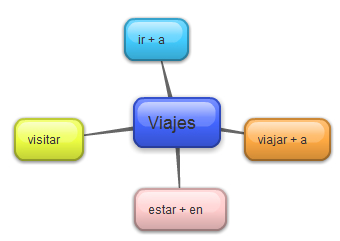 ir + a
Viajes
visitar
viajar + a
estar + en